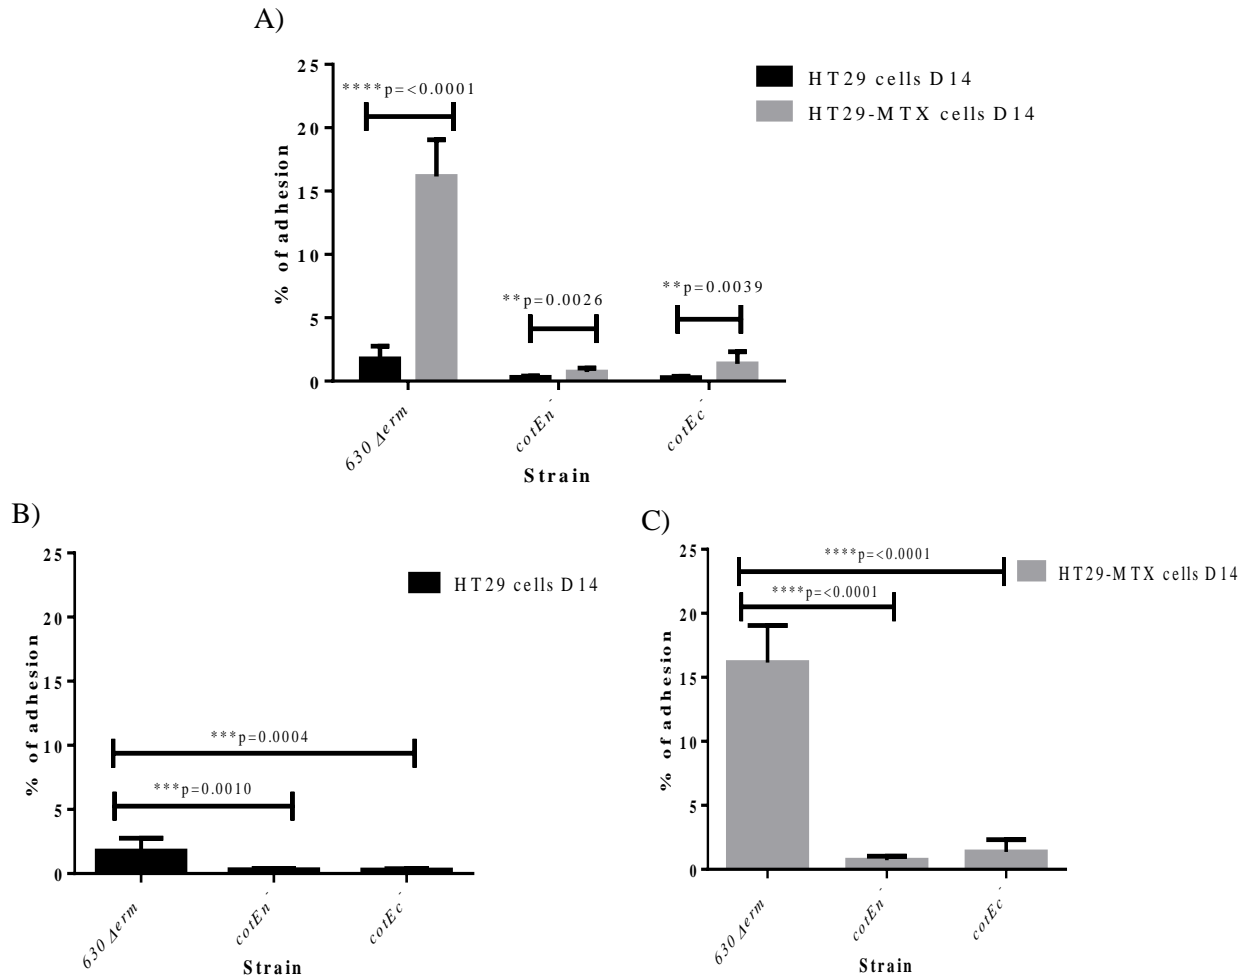 A)
25
20
15
10
5
0
% of adhesion
****p=<0.0001
**p=0.0026
**p=0.0039
HT29 cells D14
HT29-MTX cells D14
630 Δerm
cotEn-
cotEc-
Strain
B)
25
20
15
10
5
0
% of adhesion
HT29 cells D14
***p=0.0004
***p=0.0010
630 Δerm
cotEn-
cotEc-
Strain
C)
25
20
15
10
5
0
% of adhesion
****p=<0.0001
****p=<0.0001
HT29-MTX cells D14
630 Δerm
cotEn-
cotEc-
Strain